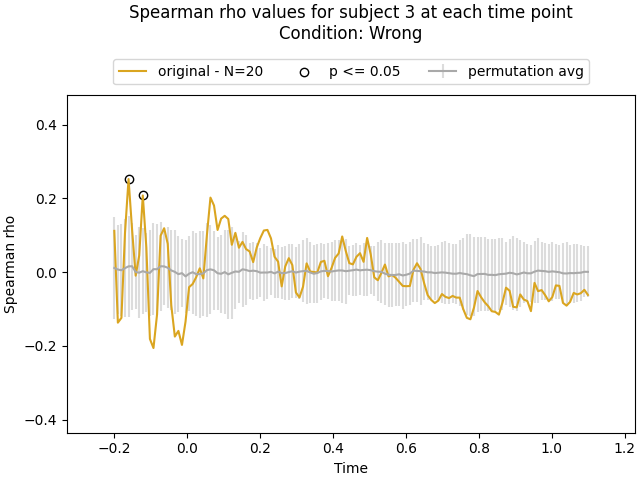 Spearman rho values for subject 3 at each time point
Condition: Wrong
original - N=20 p <= 0.05 permutation avg
0.4
0.2
0.0
−0.2
−0.4
Spearman rho
−0.2 0.0 0.2 0.4 0.6 0.8 1.0 1.2
Time